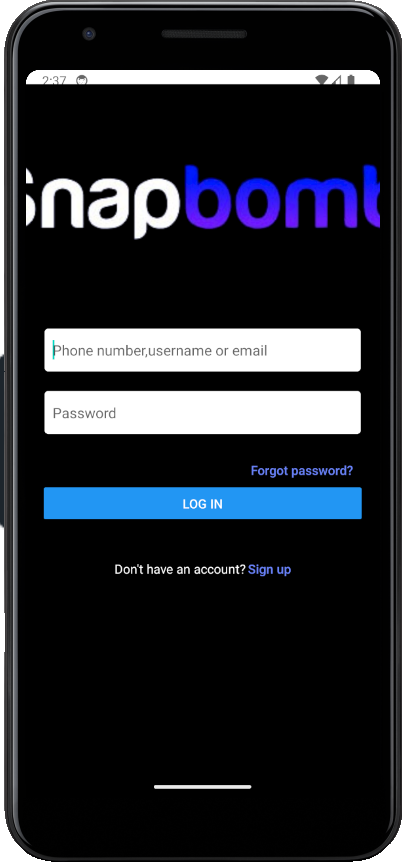 2:37
Snapbomb
Phone number,username or email
Password
Forgot password?
LOG IN
Don't have an account? Sign up